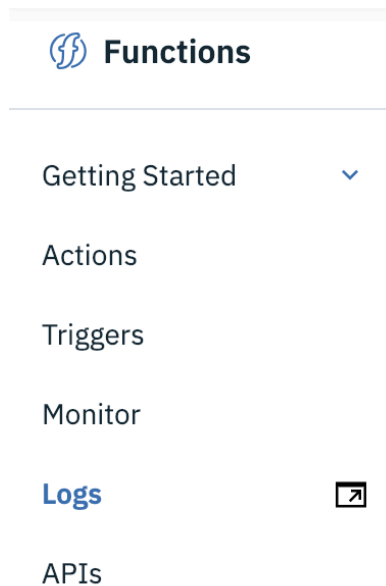 Functions
Getting Started
Actions
Triggers
Monitor
Logs
APIs